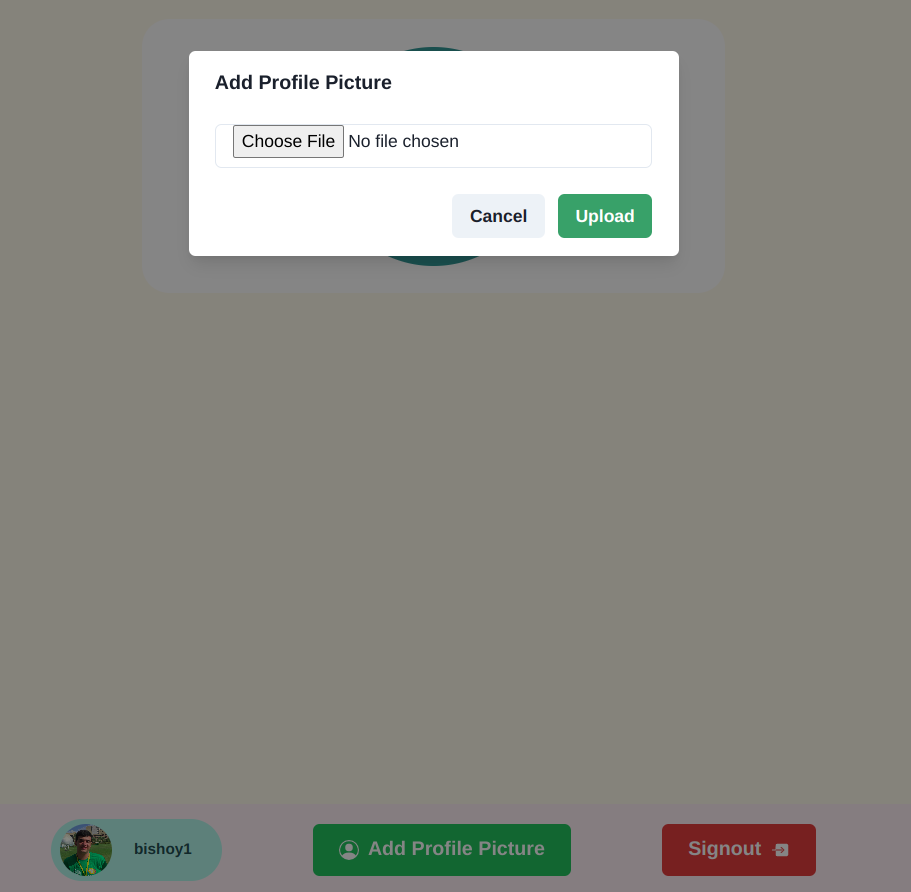 Add Profile Picture
Choose File No file chosen
Cancel Upload
bishoy1 Add Profile Picture Signout